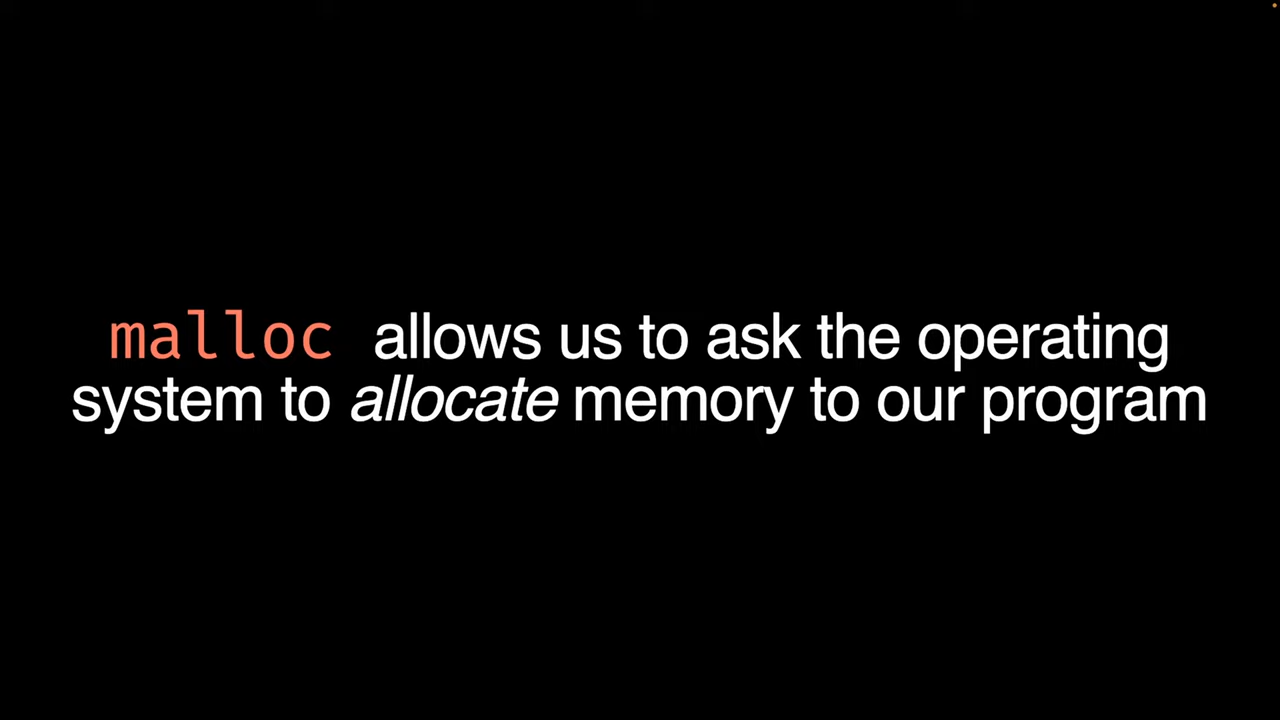 malloc allows us to ask the operating
system to allocate memory to our program